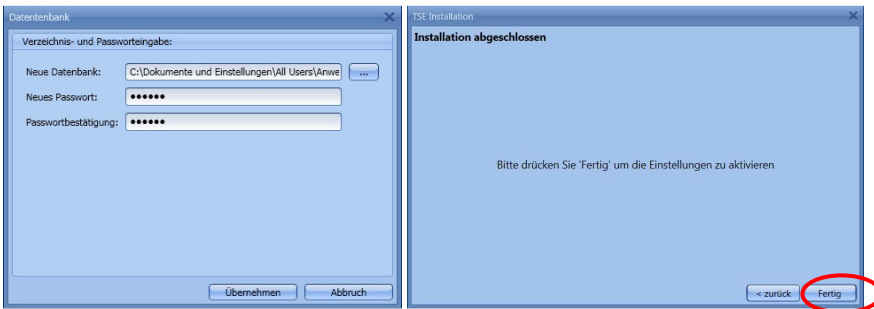 Datentenbank
Verzeichnis- und Passworteingabe:
Neue Datenbank: C:\Dokumente und Einstellungen\All Users\Anwe ...
Neues Passwort: ••••••
Passwortbestätigung: ••••••
Übernehmen Abbruch
TSE Installation
Installation abgeschlossen
Bitte drücken Sie 'Fertig' um die Einstellungen zu aktivieren
< zurück Fertig